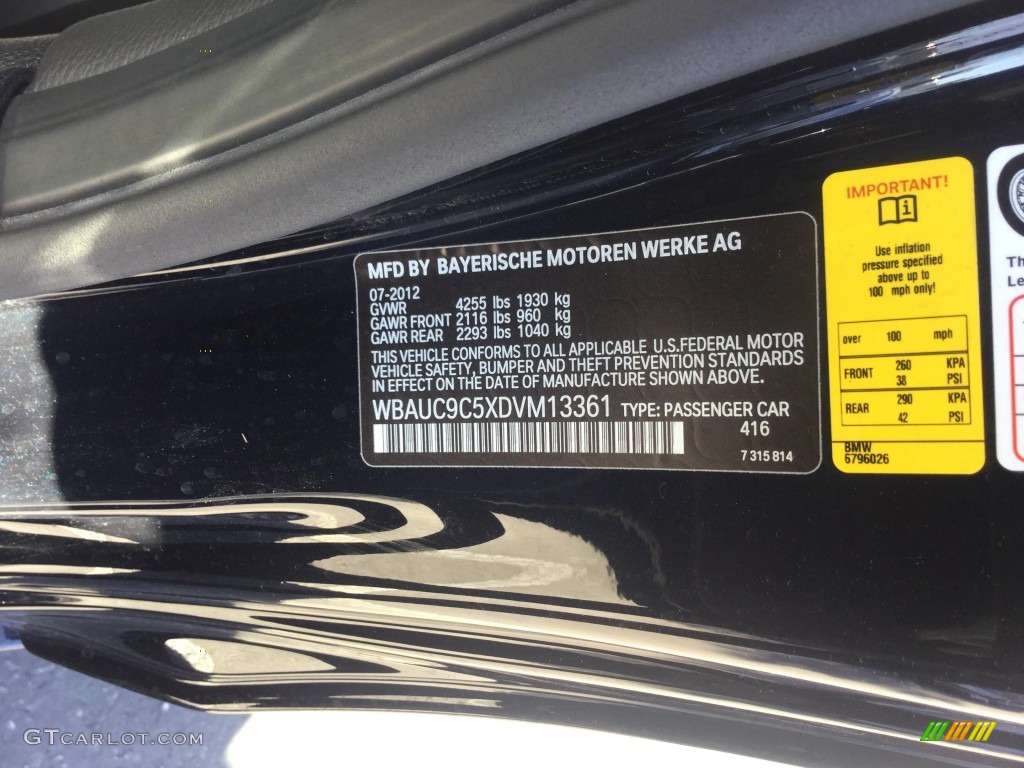 MFD BY BAYERISCHE MOTOREN WERKE AG
07-2012
GVWR 4255 lbs 1930 kg
GAWR FRONT 2116 lbs 960 kg
GAWR REAR 2293 lbs 1040 kg
THIS VEHICLE CONFORMS TO ALL APPLICABLE U.S.FEDERAL MOTOR
VEHICLE SAFETY, BUMPER AND THEFT PREVENTION STANDARDS
IN EFFECT ON THE DATE OF MANUFACTURE SHOWN ABOVE.
WBAUC9C5XDVM13361 TYPE: PASSENGER CAR
416
7 315 814
IMPORTANT!
Use inflation
pressure specified
above up to
100 mph only!
over 100 mph
FRONT 260 KPA
38 PSI
REAR 290 KPA
42 PSI
BMW
6796026
Th
Le
GTCARLOT.COM